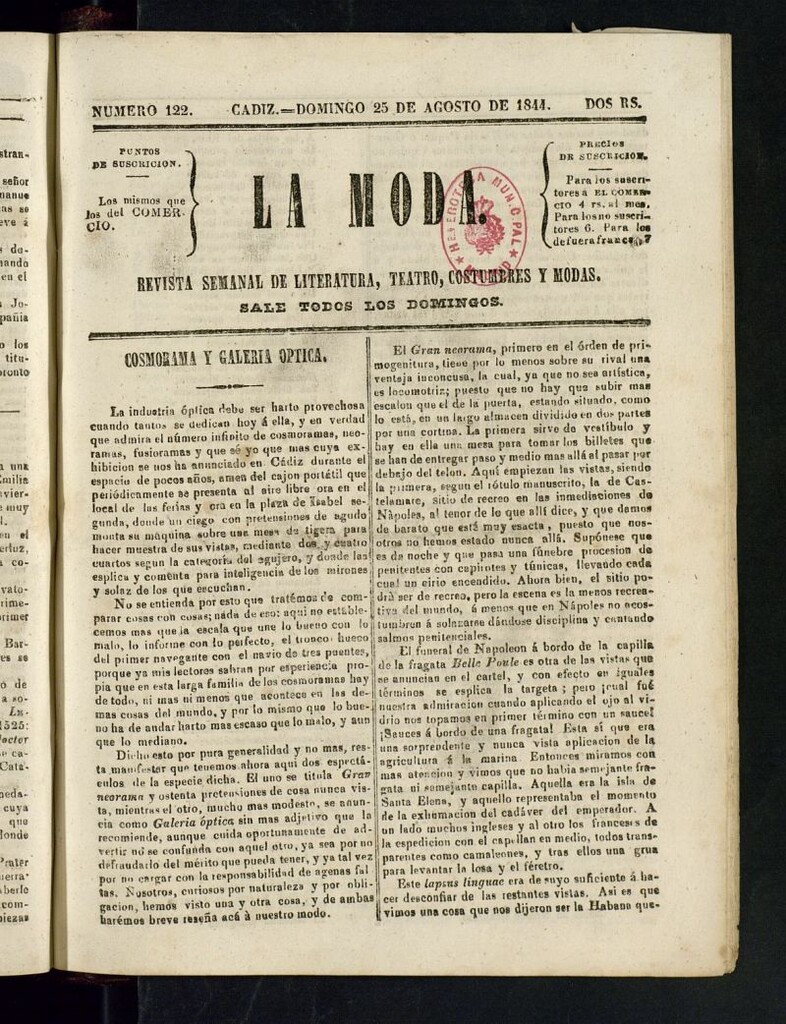 NUMERO 122.
CADIZ.=DOMINGO 25 DE AGOSTO DE 1844.
DOS RS.
PUNTOS
DE SUSCRICION.
Los mismos que
los del COMER-
CIO.
LA MODA.
PRECIOS
DE SUSCRICION.
Para los suscri-
tores a EL COMER-
CIO 4 rs. al mes.
Para los no suscri-
tores 6. Para los
de fuera franco, 7
HEMEROTECA MUNICIPAL
REVISTA SEMANAL DE LITERATURA, TEATRO, COSTUMBRES Y MODAS.
SALE TODOS LOS DOMINGOS.
COSMORAMA Y GALERIA OPTICA.
La industria óptica debe ser harto provechosa
cuando tantos se dedican hoy á ella, y en verdad
que admira el número infinito de cosmoramas, neo-
ramas, fusioramas y que sé yo que mas cuya ex-
hibicion se nos ha anunciado en Cádiz durante el
espacio de pocos años, amen del cajon portátil que
periódicamente se presenta al aire libre ora en el
local de las ferias y ora en la plaza de Isabel se-
gunda, donde un ciego con pretensiones de agudo
monta su máquina sobre una mesa de tigera para
hacer muestra de sus vistas, mediante dos y cuatro
cuartos segun la categoría del agujero, y donde las
esplica y comenta para inteligencia de los mirones
y solaz de los que escuchan.
No se entienda por esto que tratémos de com-
parar cosas con cosas; nada de eso: aqui no estable-
cemos mas que la escala que une lo bueno con lo
malo, lo informe con lo perfecto, el tronco hueco
del primer navegante con el navío de tres puentes,
porque ya mis lectores sabran por esperiencia pro-
pia que en esta larga familia de los cosmoramas hay
de todo, ni mas ni menos que acontece en las de-
mas cosas del mundo, y por lo mismo que lo bue-
no ha de andar harto mas escaso que lo malo, y aun
que lo mediano.
Dicho esto por pura generalidad y no mas, res-
ta manifestar que tenemos ahora aqui dos espectá-
culos de la especie dicha. El uno se titula Gran
neorama y ostenta pretensiones de cosa nunca vis-
ta, mientras el otro, mucho mas modesto, se anun-
cia como Galería óptica sin mas adjetivo que la
recomiende, aunque cuida oportunamente de ad-
vertir no se confunda con aquel otro, ya sea por no
defraudarlo del mérito que pueda tener, y ya tal vez
por no cargar con la responsabilidad de agenas fal-
tas. Nosotros, curiosos por naturaleza y por obli-
gacion, hemos visto una y otra cosa, y de ambas
harémos breve reseña acá á nuestro modo.
El Gran neorama, primero en el órden de pri-
mogenitura, tiene por lo menos sobre su rival una
ventaja inconcusa, la cual, ya que no sea artística,
es locomotriz; puesto que no hay que subir mas
escalon que el de la puerta, estando situado, como
lo está, en un largo almacen dividido en dos partes
por una cortina. La primera sirve de vestíbulo y
hay en ella una mesa para tomar los billetes que
se han de entregar paso y medio mas allá al pasar por
debajo del telon. Aquí empiezan las vistas, siendo
la primera, segun el rótulo manuscrito, la de Cas-
telamare, sitio de recreo en las inmediaciones de
Nápoles, al tenor de lo que allí dice, y que damos
de barato que está muy exacta, puesto que nos-
otros no hemos estado nunca allá. Supónese que
es de noche y que pasa una fúnebre procesion de
penitentes con capirotes y túnicas, llevando cada
cual un cirio encendido. Ahora bien, el sitio po-
drá ser de recreo, pero la escena es la menos recrea-
tiva del mundo, á menos que en Nápoles no acos-
tumbren á solazarse dándose disciplina y cantando
salmos penitenciales.
El funeral de Napoleon á bordo de la capilla
de la fragata Belle Poule es otra de las vistas que
se anuncian en el cartel, y con efecto en iguales
términos se esplica la targeta; pero ¡cual fué
nuestra admiracion cuando aplicando el ojo al vi-
drio nos topamos en primer término con un sauce!
¡Sauces á bordo de una fragata! Esta si que era
una sorprendente y nunca vista aplicacion de la
agricultura á la marina. Entonces miramos con
mas atencion y vimos que no habia semejante fra-
gata ni semejante capilla. Aquella era la isla de
Santa Elena, y aquello representaba el momento
de la exhumacion del cadáver del emperador. A
un lado muchos ingleses y al otro los franceses de
la espedicion con el capellan en medio, todos trans-
parentes como camaleones, y tras ellos una grua
para levantar la losa y el féretro.
Este lapsus linguae era de suyo suficiente á ha-
cer desconfiar de las restantes vistas. Asi es que
vimos una cosa que nos dijeron ser la Habana que-